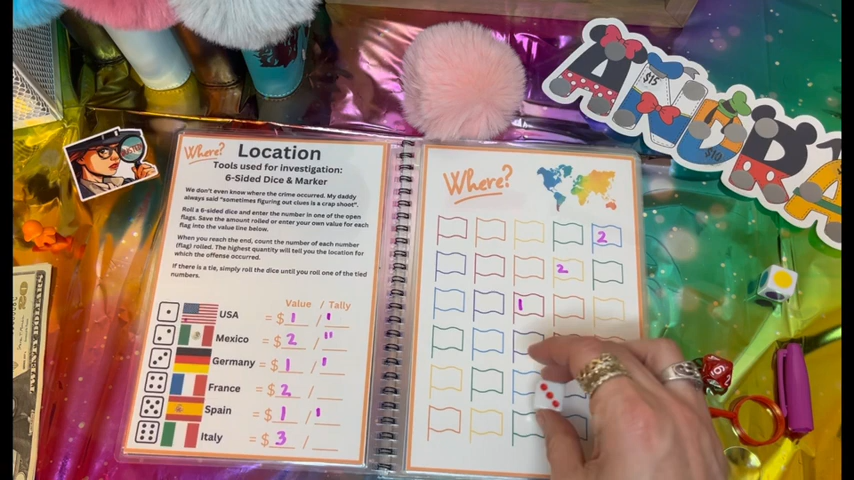 Where? Location
Tools used for investigation:
6-Sided Dice & Marker
We don't even know where the crime occurred. My daddy
always said "sometimes figuring out clues is a crap shoot".
Roll a 6-sided dice and enter the number in one of the open
flags. Save the amount rolled or enter your own value for each
flag into the value line below.
When you reach the end, count the number of each number
(flag) rolled. The highest quantity will tell you the location for
which the offense occurred.
If there is a tie, simply roll the dice until you roll one of the tied
numbers.
Value / Tally
USA = $1 / '
Mexico = $2 / "
Germany = $1 / '
France = $2 /
Spain = $1 / '
Italy = $3 /
Where?
2
2
1
ANDRA
$15
$10
TWENTY DOLLARS